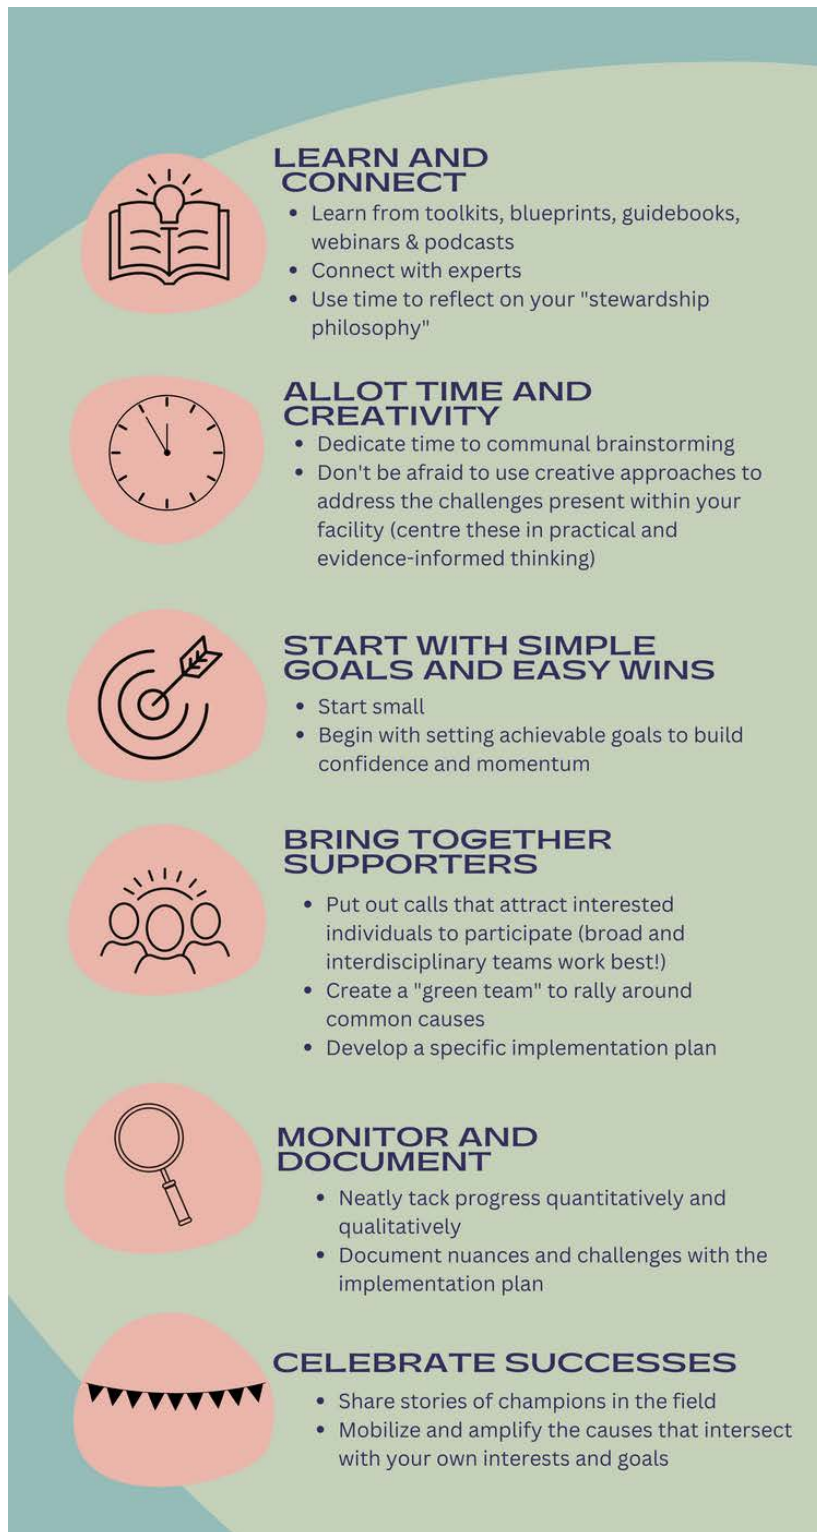 LEARN AND
CONNECT
• Learn from toolkits, blueprints, guidebooks,
webinars & podcasts
• Connect with experts
• Use time to reflect on your "stewardship
philosophy"
ALLOT TIME AND
CREATIVITY
• Dedicate time to communal brainstorming
• Don't be afraid to use creative approaches to
address the challenges present within your
facility (centre these in practical and
evidence-informed thinking)
START WITH SIMPLE
GOALS AND EASY WINS
• Start small
• Begin with setting achievable goals to build
confidence and momentum
BRING TOGETHER
SUPPORTERS
• Put out calls that attract interested
individuals to participate (broad and
interdisciplinary teams work best!)
• Create a "green team" to rally around
common causes
• Develop a specific implementation plan
MONITOR AND
DOCUMENT
• Neatly tack progress quantitatively and
qualitatively
• Document nuances and challenges with the
implementation plan
CELEBRATE SUCCESSES
• Share stories of champions in the field
• Mobilize and amplify the causes that intersect
with your own interests and goals